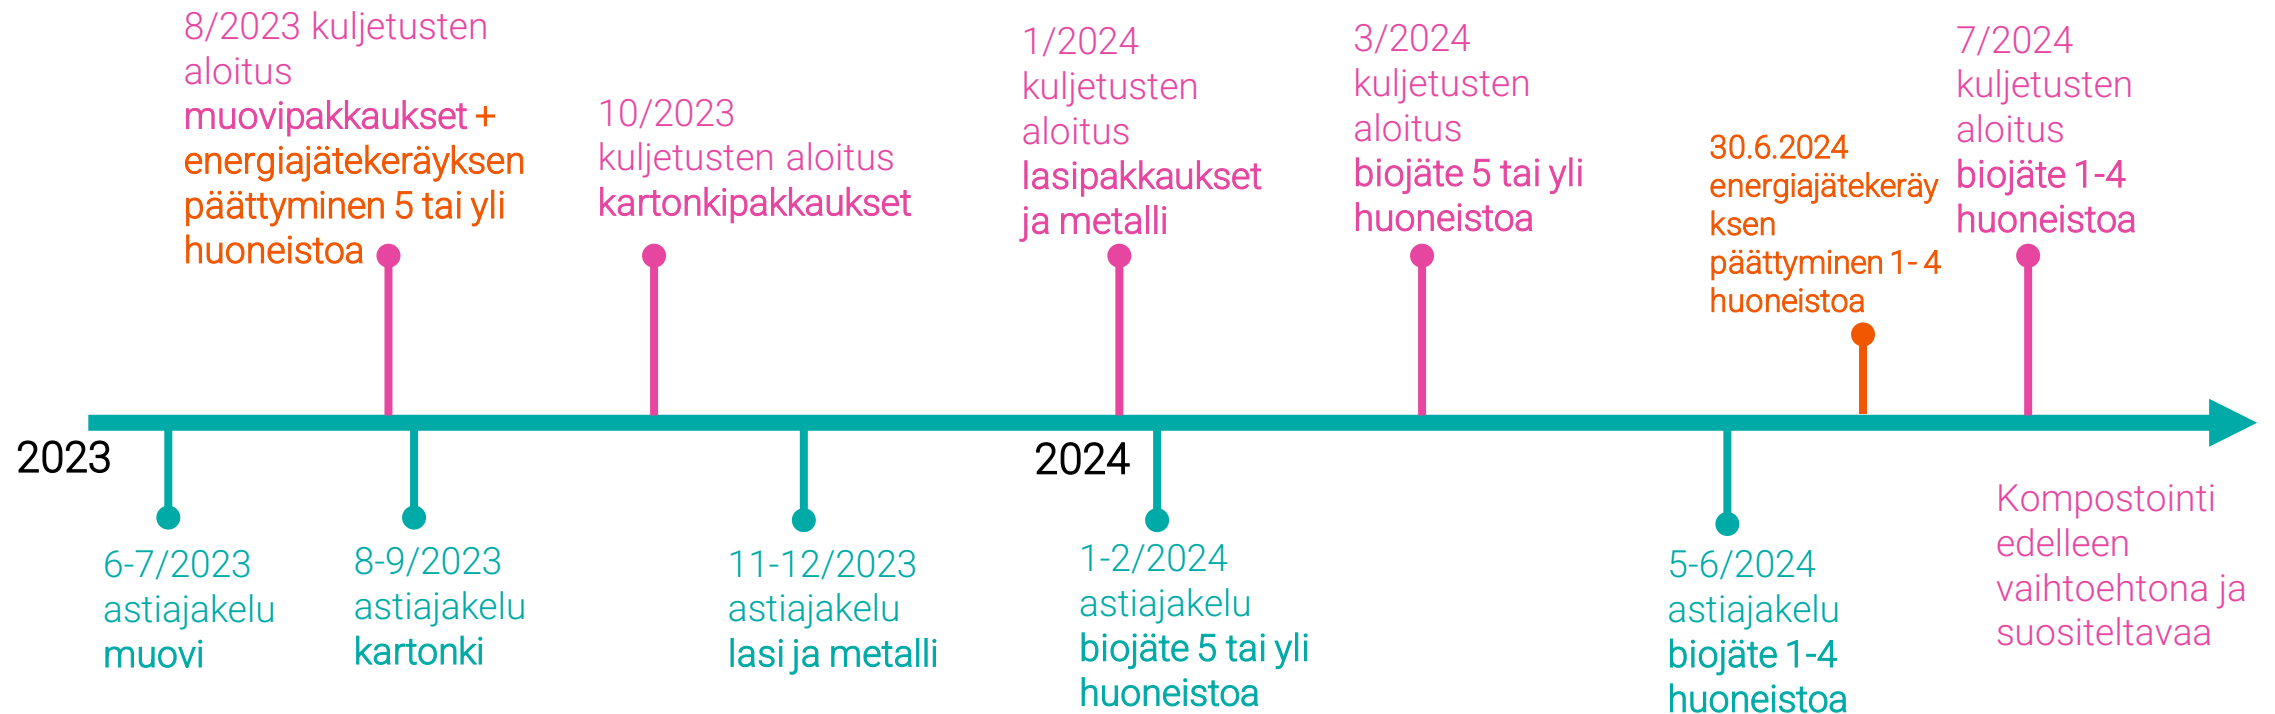 8/2023 kuljetusten
aloitus
muovipakkaukset +
energiajätekeräyksen
päättyminen 5 tai yli
huoneistoa
10/2023
kuljetusten aloitus
kartonkipakkaukset
1/2024
kuljetusten
aloitus
lasipakkaukset
ja metalli
3/2024
kuljetusten
aloitus
biojäte 5 tai yli
huoneistoa
30.6.2024
energiajätekeräy
ksen
päättyminen 1- 4
huoneistoa
7/2024
kuljetusten
aloitus
biojäte 1-4
huoneistoa
2023
2024
6-7/2023
astiajakelu
muovi
8-9/2023
astiajakelu
kartonki
11-12/2023
astiajakelu
lasi ja metalli
1-2/2024
astiajakelu
biojäte 5 tai yli
huoneistoa
5-6/2024
astiajakelu
biojäte 1-4
huoneistoa
Kompostointi
edelleen
vaihtoehtona ja
suositeltavaa